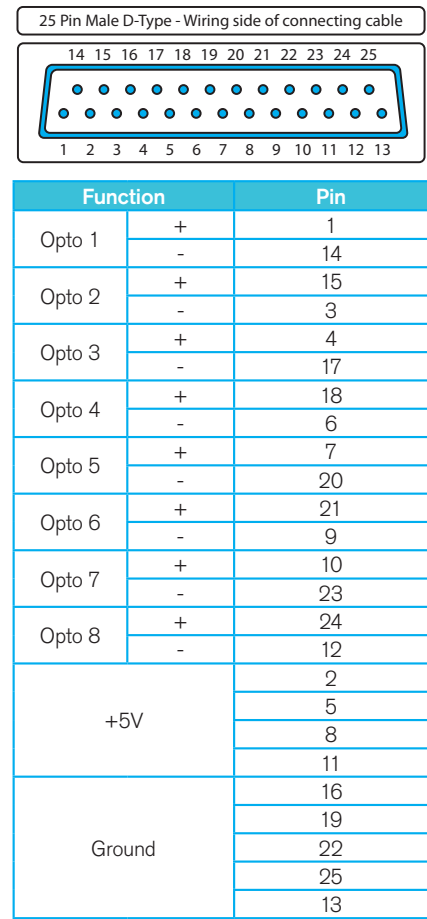 25 Pin Male D-Type - Wiring side of connecting cable
14 15 16 17 18 19 20 21 22 23 24 25
1 2 3 4 5 6 7 8 9 10 11 12 13
Function Pin
Opto 1 + 1
- 14
Opto 2 + 15
- 3
Opto 3 + 4
- 17
Opto 4 + 18
- 6
Opto 5 + 7
- 20
Opto 6 + 21
- 9
Opto 7 + 10
- 23
Opto 8 + 24
- 12
+5V 2
5
8
11
Ground 16
19
22
25
13